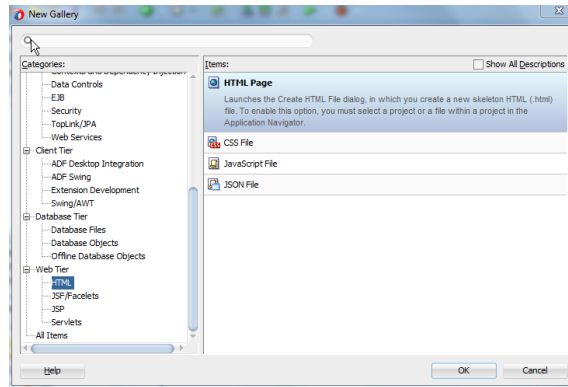 New Gallery
Categories:
Items:
Show All Descriptions
Contexts and Dependency Injection
Data Controls
EJB
Security
TopLink/JPA
Web Services
Client Tier
ADF Desktop Integration
ADF Swing
Extension Development
Swing/AWT
Database Tier
Database Files
Database Objects
Offline Database Objects
Web Tier
HTML
JSF/Facelets
JSP
Servlets
All Items
HTML Page
Launches the Create HTML File dialog, in which you create a new skeleton HTML (.html)
file. To enable this option, you must select a project or a file within a project in the
Application Navigator.
CSS File
JavaScript File
JSON File
Help
OK
Cancel